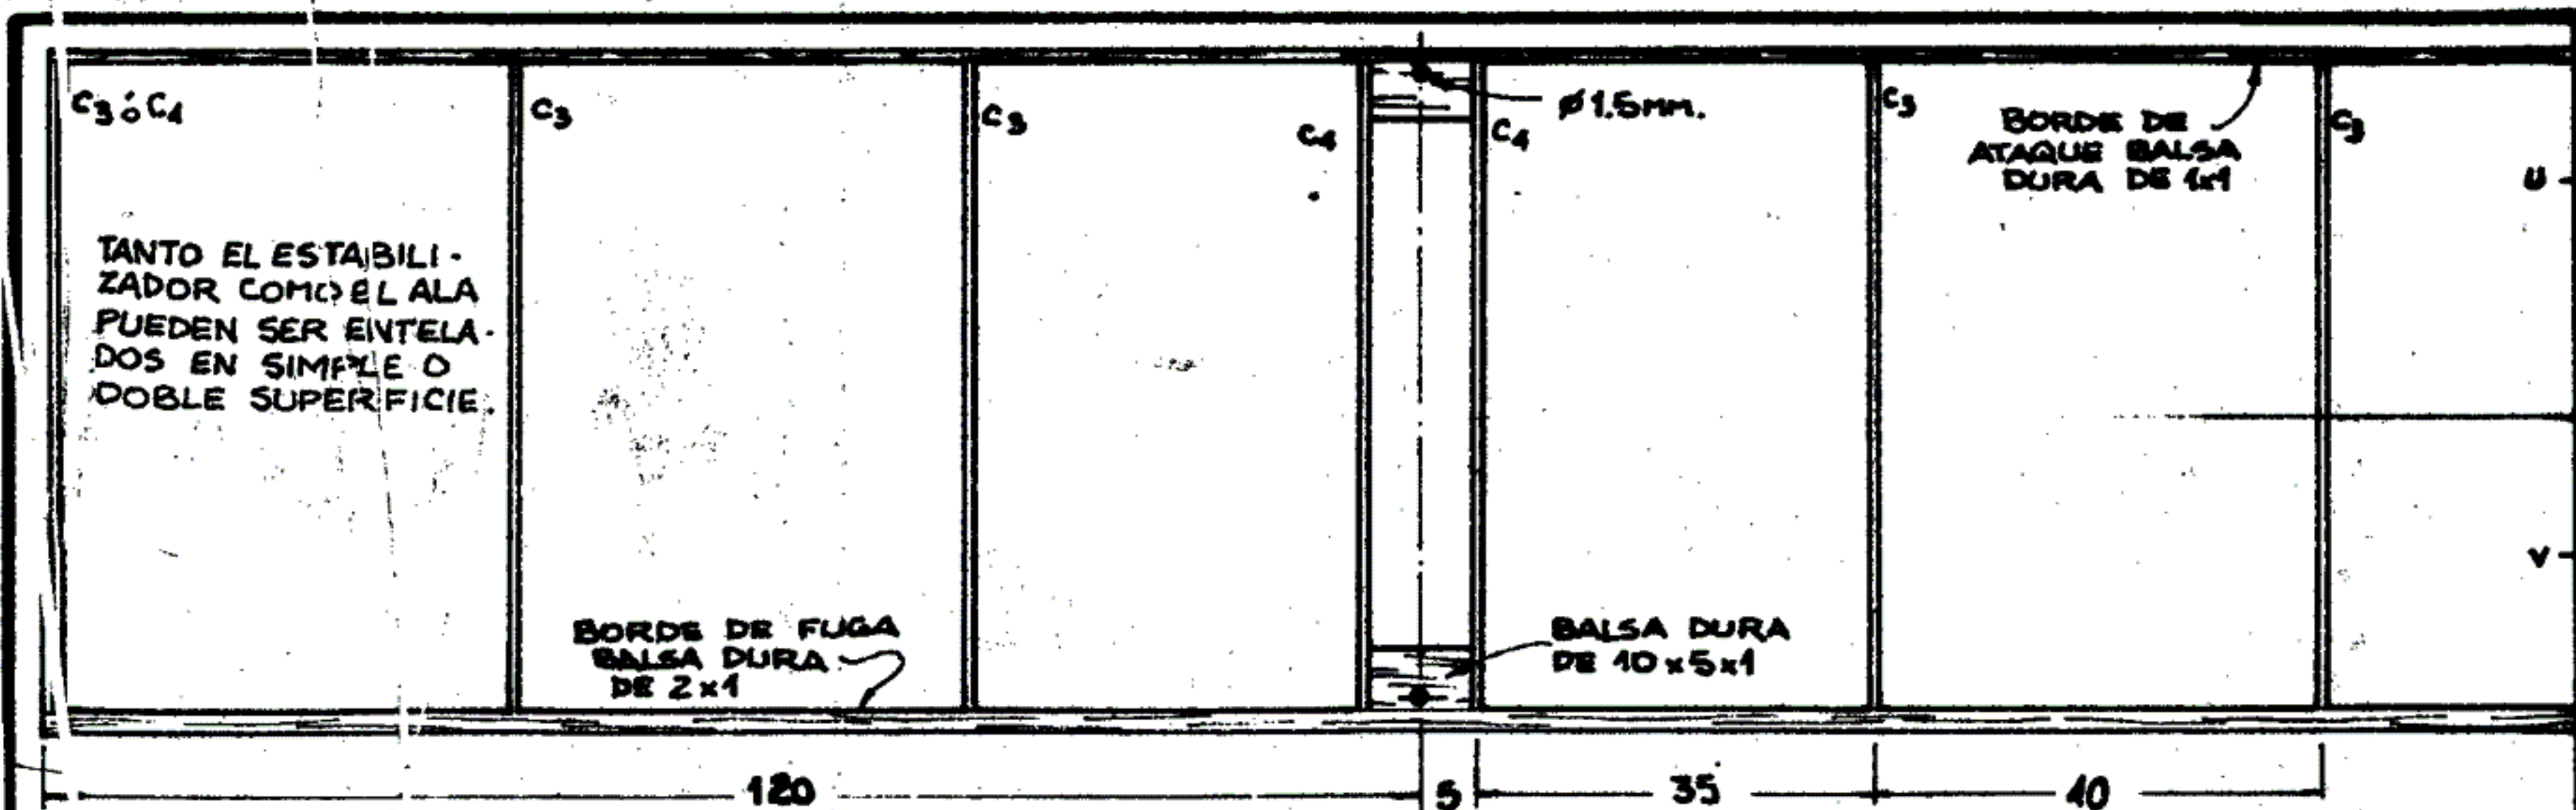 C3 ó C4
C3
C3
C4
Ø 1.5MM.
C4
C3
BORDE DE
ATAQUE BALSA
DURA DE 1x1
C3
U
TANTO EL ESTABILI-
ZADOR COMO EL ALA
PUEDEN SER ENTELA-
DOS EN SIMPLE O
DOBLE SUPERFICIE.
V
BORDE DE FUGA
BALSA DURA
DE 2x1
BALSA DURA
DE 10x5x1
120
5
35
40